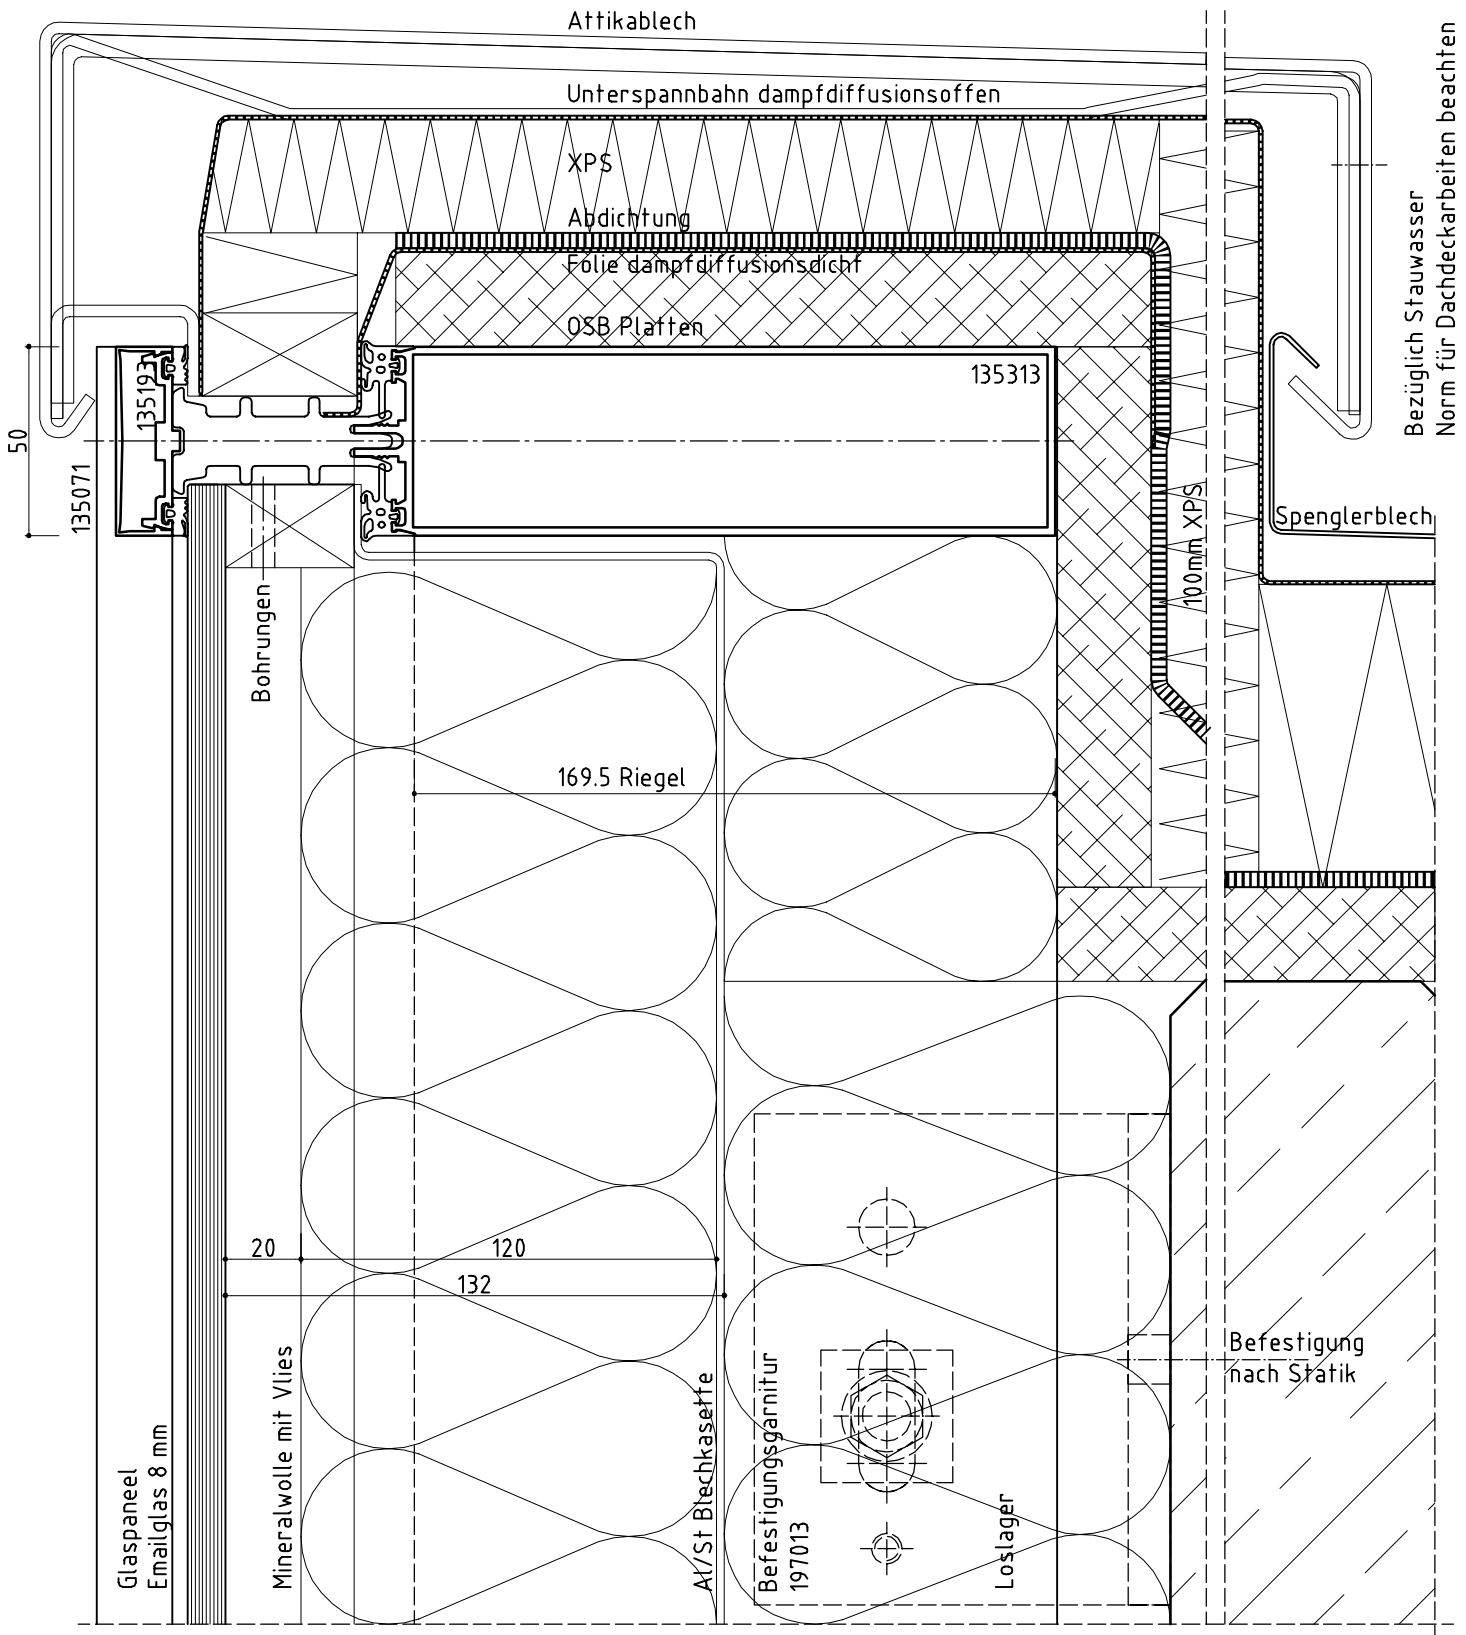 Attikablech
Unterspannbahn dampfdiffusionsoffen
XPS
Abdichtung
Folie dampfdiffusionsdicht
OSB Platten
135313
135193
50
135071
Bezüglich Stauwasser
Norm für Dachdeckarbeiten beachten
100mm XPS
Spenglerblech
Bohrungen
169.5 Riegel
20
120
132
Befestigung
nach Statik
Glaspaneel
Emailglas 8 mm
Mineralwolle mit Vlies
Al/St Blechkasette
Befestigungsgarnitur
197013
Loslager